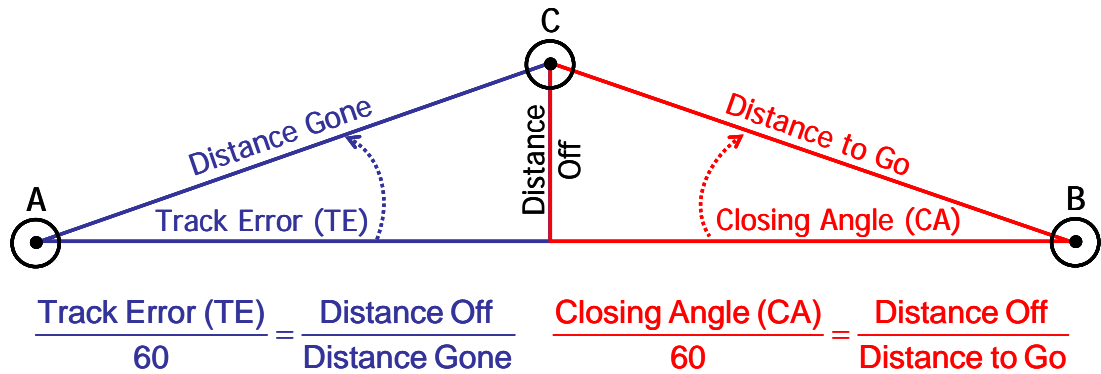 C
Distance Gone
Distance
Off
Distance to Go
A
Track Error (TE)
Closing Angle (CA)
B
Track Error (TE)/60 = Distance Off/Distance Gone
Closing Angle (CA)/60 = Distance Off/Distance to Go